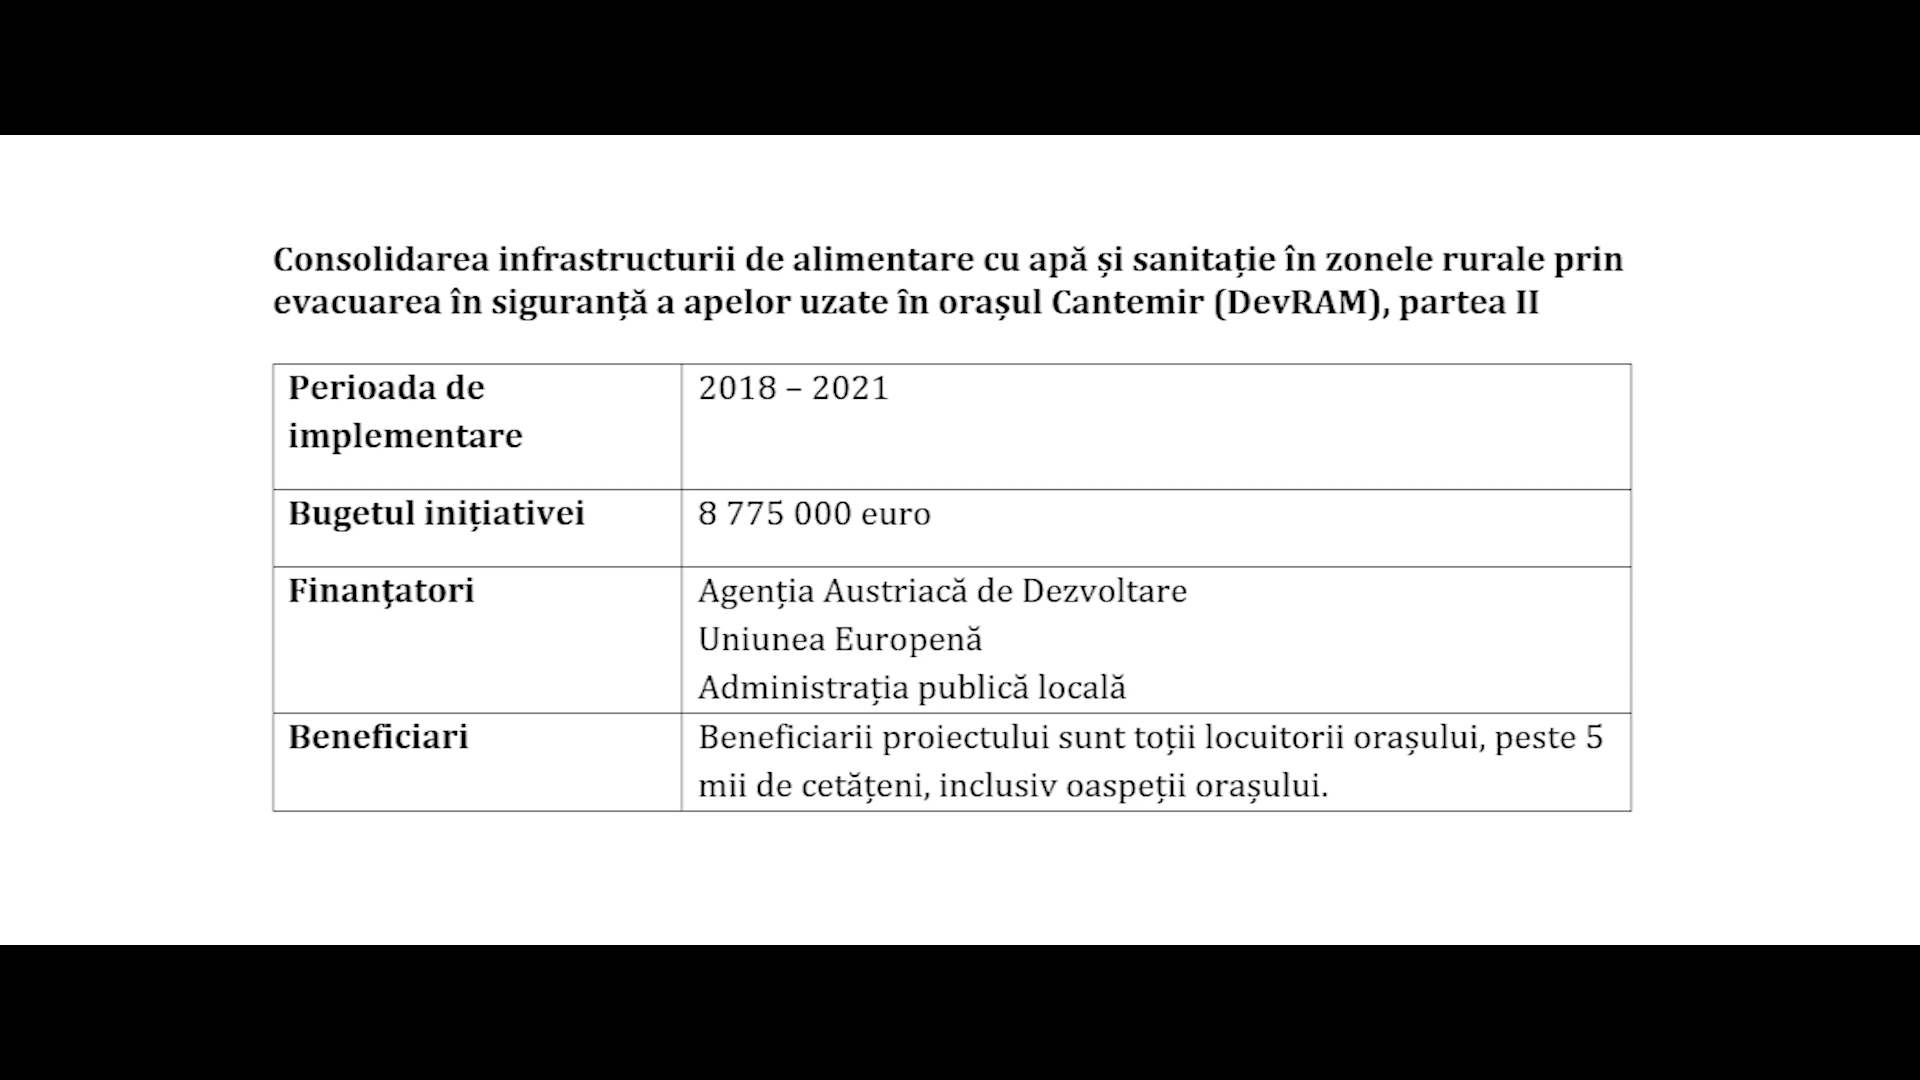 Consolidarea infrastructurii de alimentare cu apă și sanitație în zonele rurale prin
evacuarea în siguranță a apelor uzate în orașul Cantemir (DevRAM), partea II
Perioada de
implementare
2018 – 2021
Bugetul inițiativei
8 775 000 euro
Finanţatori
Agenția Austriacă de Dezvoltare
Uniunea Europenă
Administrația publică locală
Beneficiari
Beneficiarii proiectului sunt toții locuitorii orașului, peste 5
mii de cetățeni, inclusiv oaspeții orașului.